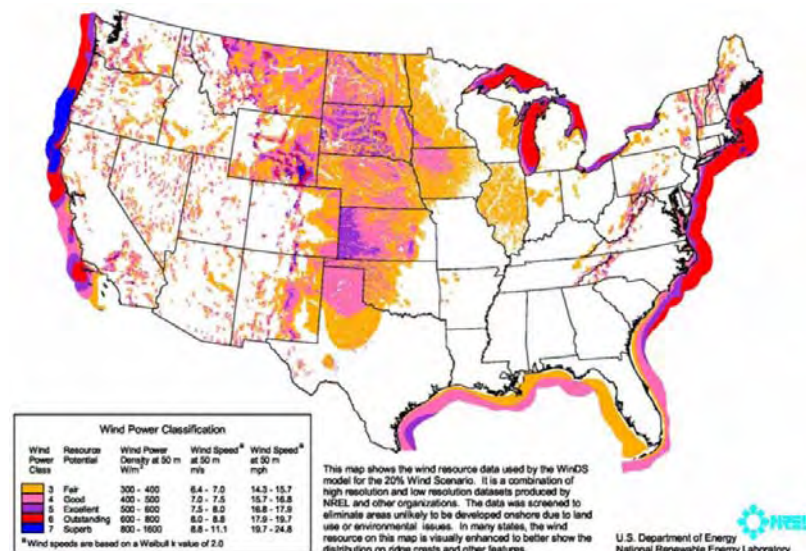 Wind Power Classification
Wind Power Class Resource Potential Wind Power Density at 50 m W/m² Wind Speed a at 50 m m/s Wind Speed a at 50 m mph
3 Fair 300 - 400 6.4 - 7.0 14.3 - 15.7
4 Good 400 - 500 7.0 - 7.5 15.7 - 16.8
5 Excellent 500 - 600 7.5 - 8.0 16.8 - 17.9
6 Outstanding 600 - 800 8.0 - 8.8 17.9 - 19.7
7 Superb 800 - 1600 8.8 - 11.1 19.7 - 24.8
a Wind speeds are based on a Weibull k value of 2.0
This map shows the wind resource data used by the WinDS
model for the 20% Wind Scenario. It is a combination of
high resolution and low resolution datasets produced by
NREL and other organizations. The data was screened to
eliminate areas unlikely to be developed onshore due to land
use or environmental issues. In many states, the wind
resource on this map is visually enhanced to better show the
distribution on ridge crests and other features.
NREL
U.S. Department of Energy
National Renewable Energy Laboratory